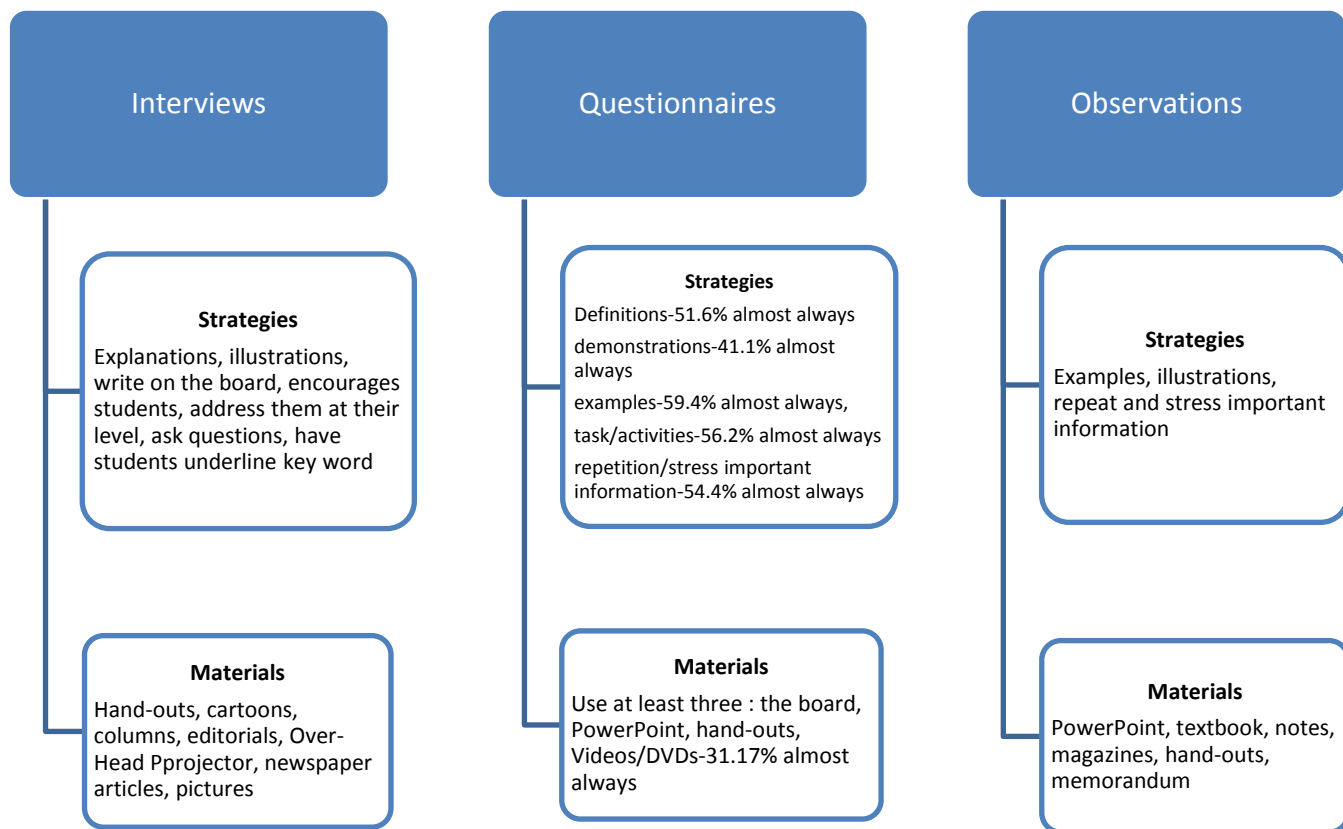 Interviews
Strategies
Explanations, illustrations,
write on the board, encourages
students, address them at their
level, ask questions, have
students underline key word
Materials
Hand-outs, cartoons,
columns, editorials, Over-
Head Pprojector, newspaper
articles, pictures
Questionnaires
Strategies
Definitions-51.6% almost always
demonstrations-41.1% almost
always
examples-59.4% almost always,
task/activities-56.2% almost always
repetition/stress important
information-54.4% almost always
Materials
Use at least three : the board,
PowerPoint, hand-outs,
Videos/DVDs-31.17% almost
always
Observations
Strategies
Examples, illustrations,
repeat and stress important
information
Materials
PowerPoint, textbook, notes,
magazines, hand-outs,
memorandum